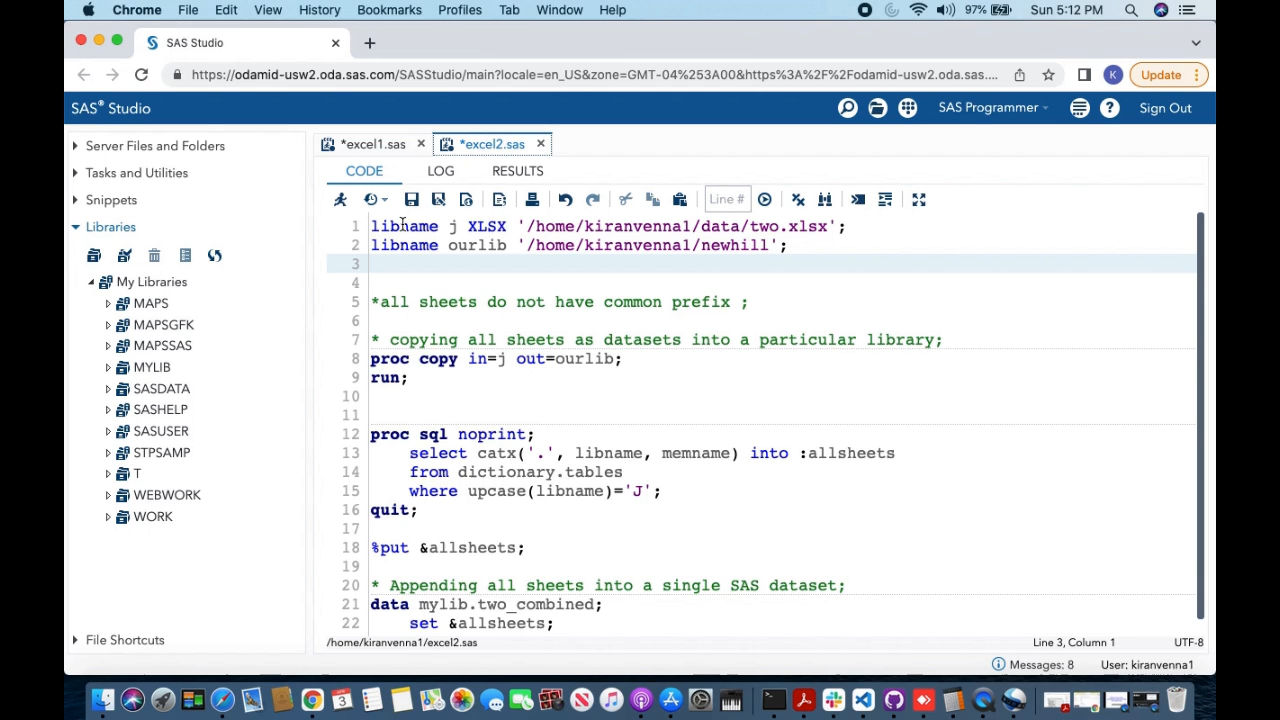 Chrome File Edit View History Bookmarks Profiles Tab Window Help 97% Sun 5:12 PM
SAS Studio
https://odamid-usw2.oda.sas.com/SASStudio/main?locale=en_US&zone=GMT-04%253A00&https%3A%2F%2Fodamid-usw2.oda.sas.... K Update
SAS® Studio SAS Programmer Sign Out
Server Files and Folders
Tasks and Utilities
Snippets
Libraries
My Libraries
MAPS
MAPSGFK
MAPSSAS
MYLIB
SASDATA
SASHELP
SASUSER
STPSAMP
T
WEBWORK
WORK
File Shortcuts
*excel1.sas *excel2.sas
CODE LOG RESULTS
Line #
1 libname j XLSX '/home/kiranvenna1/data/two.xlsx';
2 libname ourlib '/home/kiranvenna1/newhill';
3
4
5 *all sheets do not have common prefix ;
6
7 * copying all sheets as datasets into a particular library;
8 proc copy in=j out=ourlib;
9 run;
10
11
12 proc sql noprint;
13 select catx('.', libname, memname) into :allsheets
14 from dictionary.tables
15 where upcase(libname)='J';
16 quit;
17
18 %put &allsheets;
19
20 * Appending all sheets into a single SAS dataset;
21 data mylib.two_combined;
22 set &allsheets;
/home/kiranvenna1/excel2.sas Line 3, Column 1 UTF-8
Messages: 8 User: kiranvenna1
3